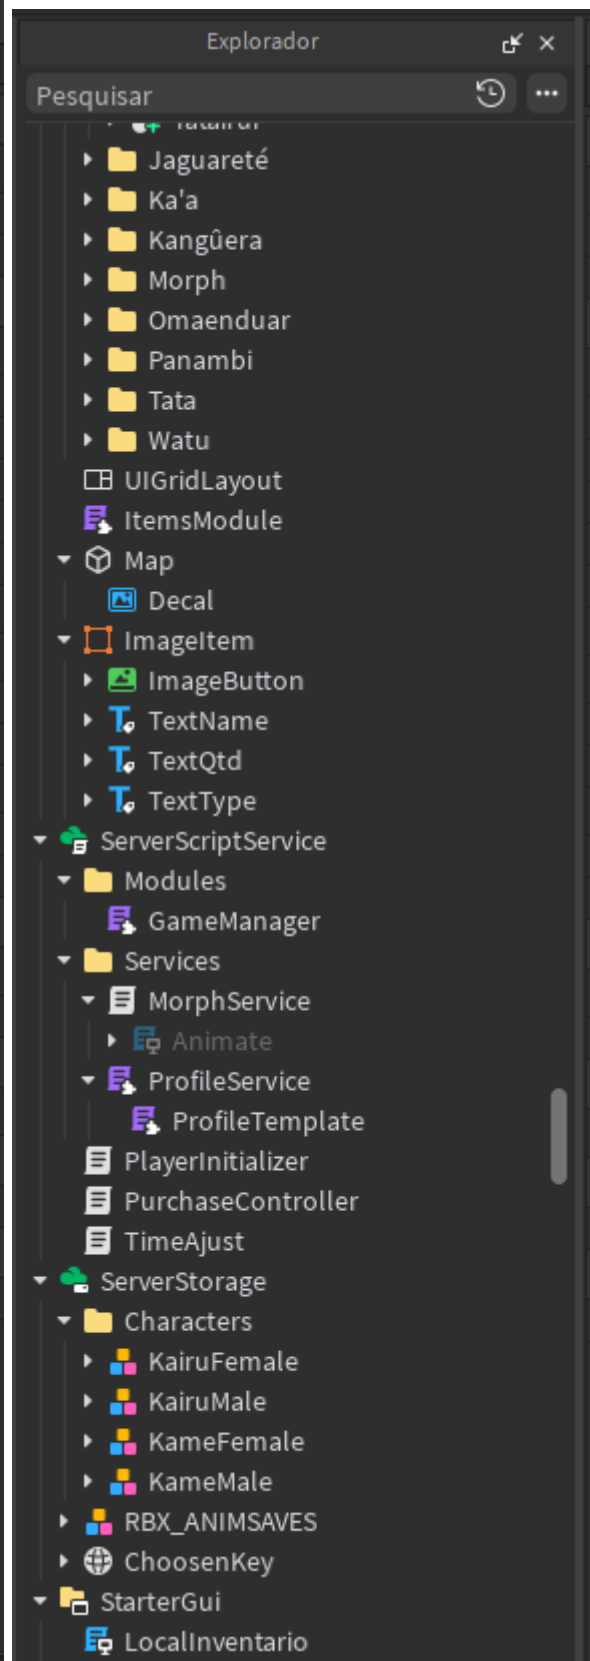 Explorador
Pesquisar
Jaguareté
Ka'a
Kangûera
Morph
Omaenduar
Panambi
Tata
Watu
UIGridLayout
ItemsModule
Map
Decal
ImageItem
ImageButton
TextName
TextQtd
TextType
ServerScriptService
Modules
GameManager
Services
MorphService
Animate
ProfileService
ProfileTemplate
PlayerInitializer
PurchaseController
TimeAjust
ServerStorage
Characters
KairuFemale
KairuMale
KameFemale
KameMale
RBX_ANIMSAVES
ChoosenKey
StarterGui
LocalInventario